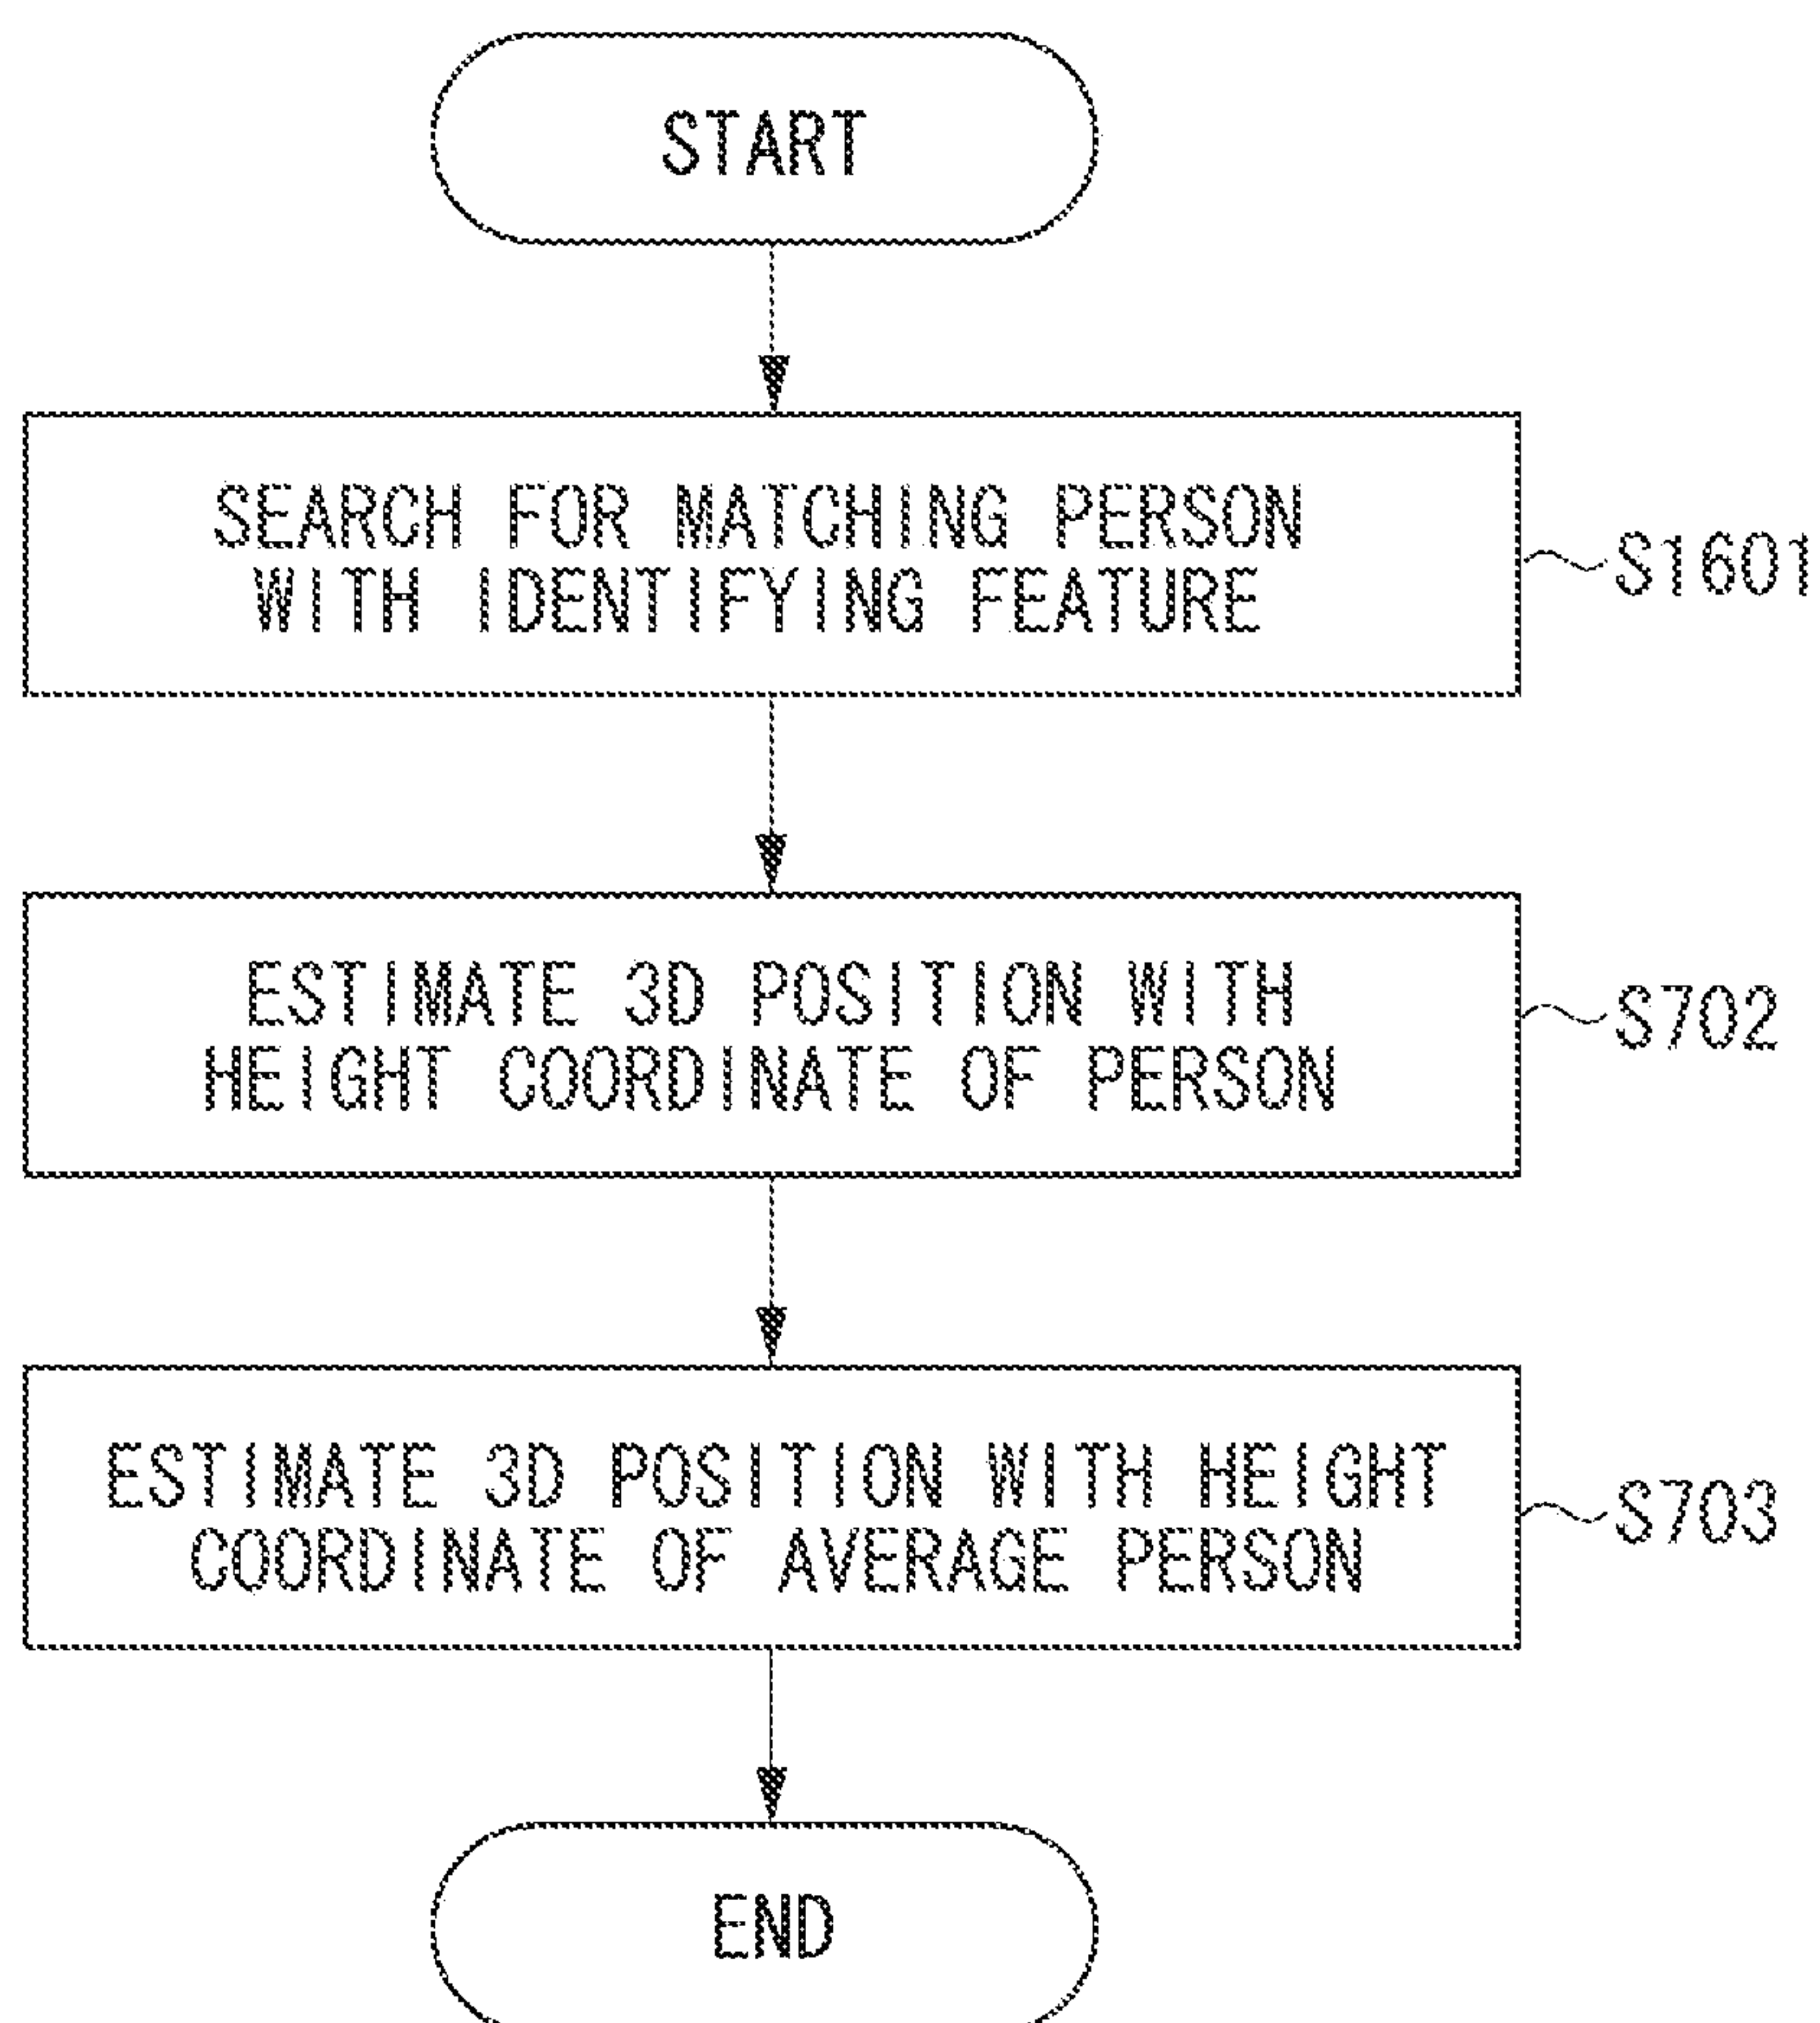 START
SEARCH FOR MATCHING PERSON
WITH IDENTIFYING FEATURE
S1601
ESTIMATE 3D POSITION WITH
HEIGHT COORDINATE OF PERSON
S702
ESTIMATE 3D POSITION WITH HEIGHT
COORDINATE OF AVERAGE PERSON
S703
END